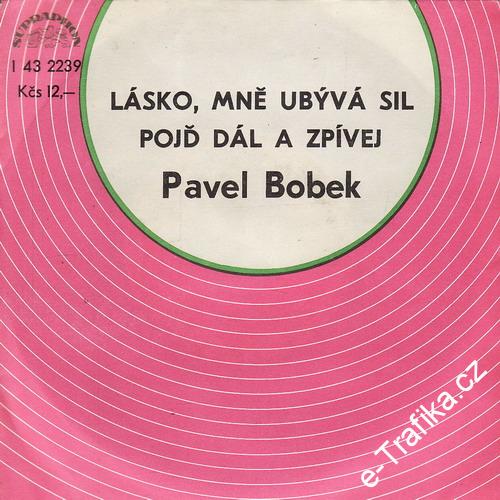 SUPRAPHON
1 43 2239
Kčs 12,–
LÁSKO, MNĚ UBÝVÁ SIL
POJĎ DÁL A ZPÍVEJ
Pavel Bobek
e-Trafika.cz